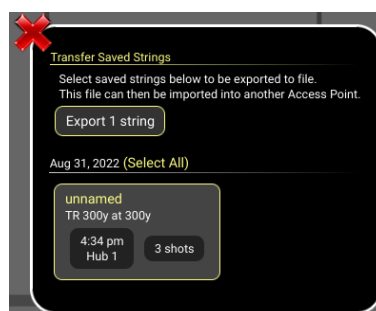 Transfer Saved Strings
Select saved strings below to be exported to file.
This file can then be imported into another Access Point.
Export 1 string
Aug 31, 2022 (Select All)
unnamed
TR 300y at 300y
4:34 pm
Hub 1
3 shots